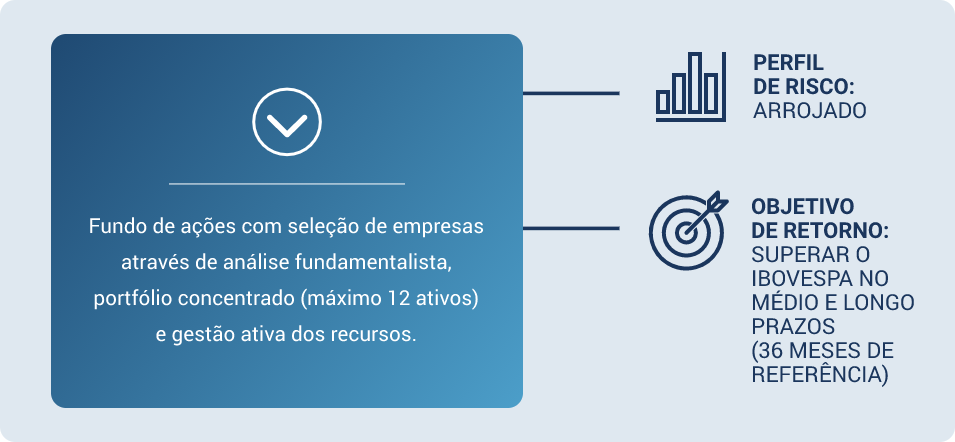 Fundo de ações com seleção de empresas
através de análise fundamentalista,
portfólio concentrado (máximo 12 ativos)
e gestão ativa dos recursos.
PERFIL
DE RISCO:
ARROJADO
OBJETIVO
DE RETORNO:
SUPERAR O
IBOVESPA NO
MÉDIO E LONGO
PRAZOS
(36 MESES DE
REFERÊNCIA)